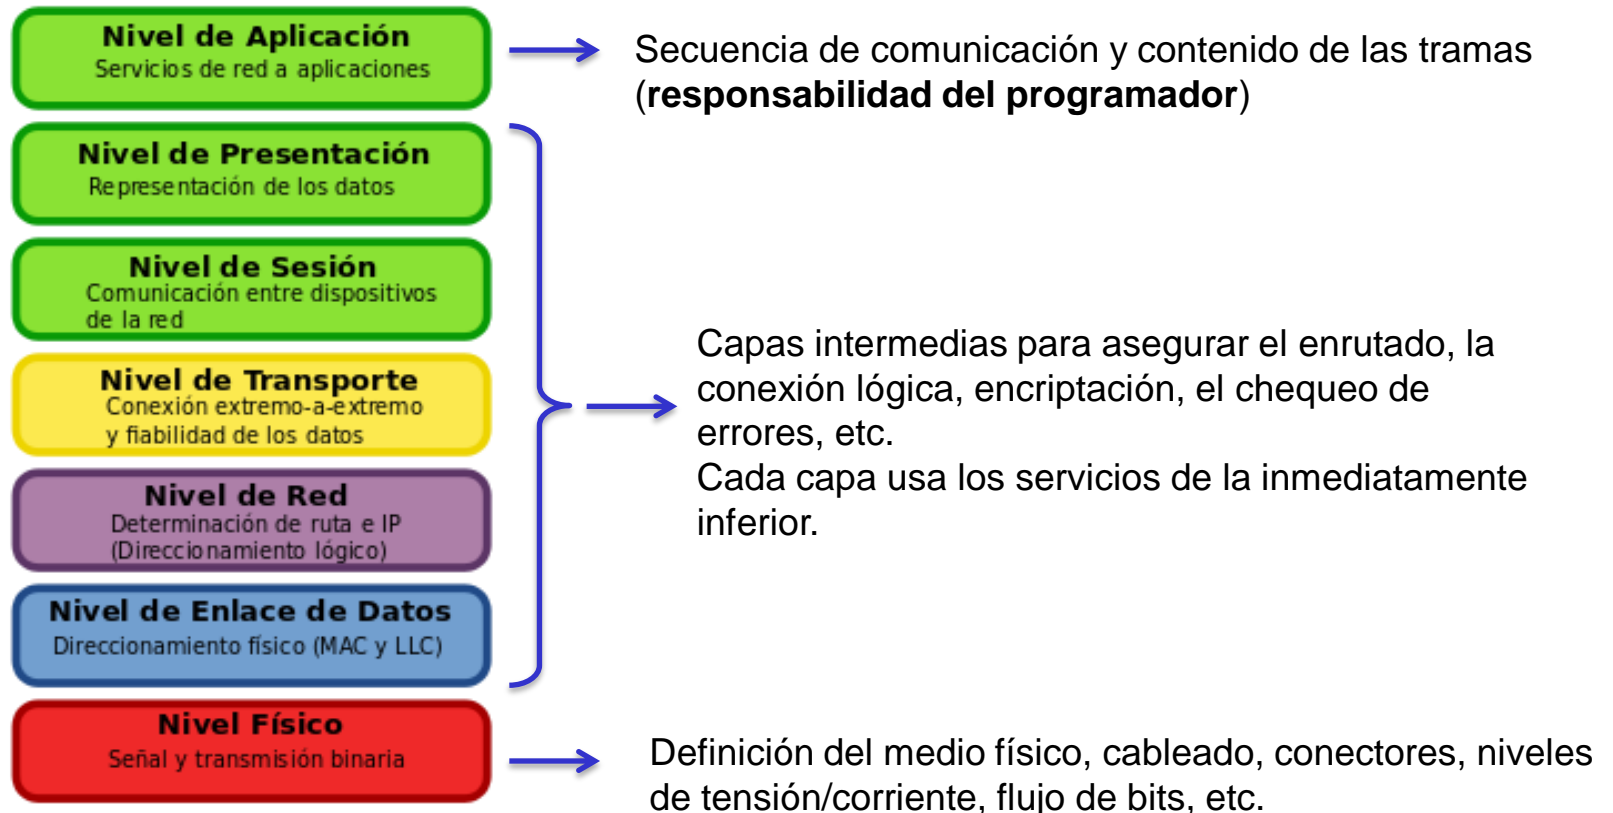 Nivel de Aplicación
Servicios de red a aplicaciones
Secuencia de comunicación y contenido de las tramas
(responsabilidad del programador)
Nivel de Presentación
Representación de los datos
Nivel de Sesión
Comunicación entre dispositivos
de la red
Nivel de Transporte
Conexión extremo-a-extremo
y fiabilidad de los datos
Nivel de Red
Determinación de ruta e IP
(Direccionamiento lógico)
Nivel de Enlace de Datos
Direccionamiento físico (MAC y LLC)
Capas intermedias para asegurar el enrutado, la
conexión lógica, encriptación, el chequeo de
errores, etc.
Cada capa usa los servicios de la inmediatamente
inferior.
Nivel Físico
Señal y transmisión binaria
Definición del medio físico, cableado, conectores, niveles
de tensión/corriente, flujo de bits, etc.